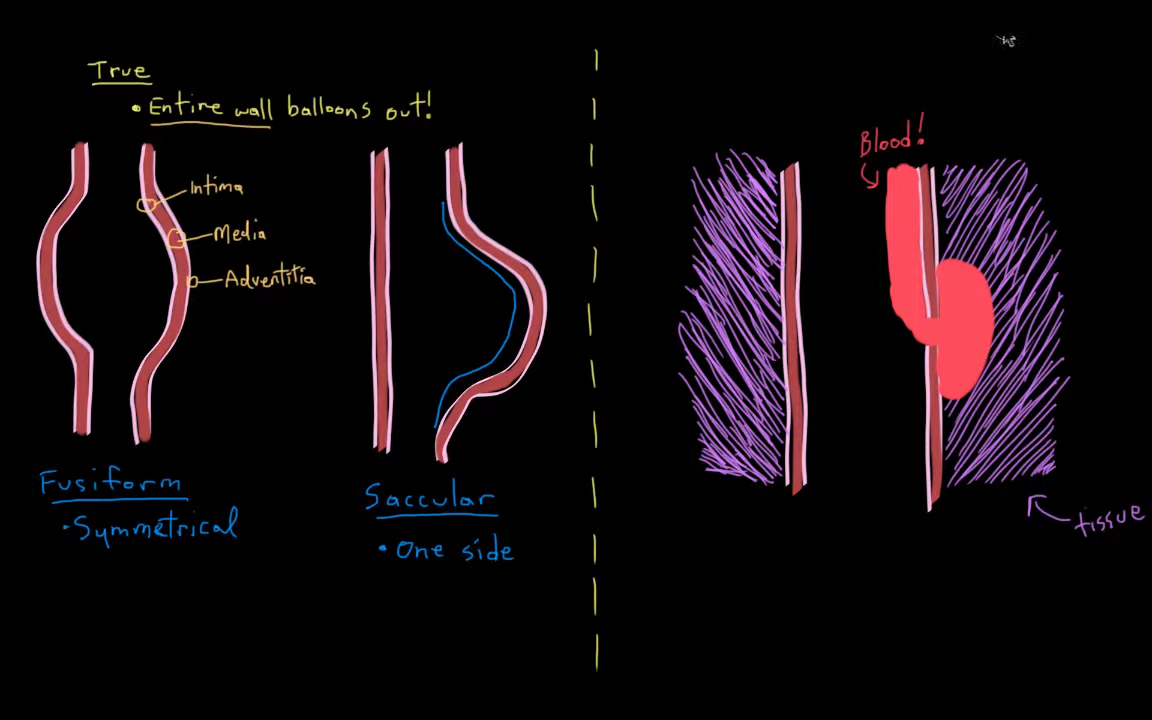 True
• Entire wall balloons out!
Intima
Media
Adventitia
Fusiform
• Symmetrical
Saccular
• One side
Blood!
tissue